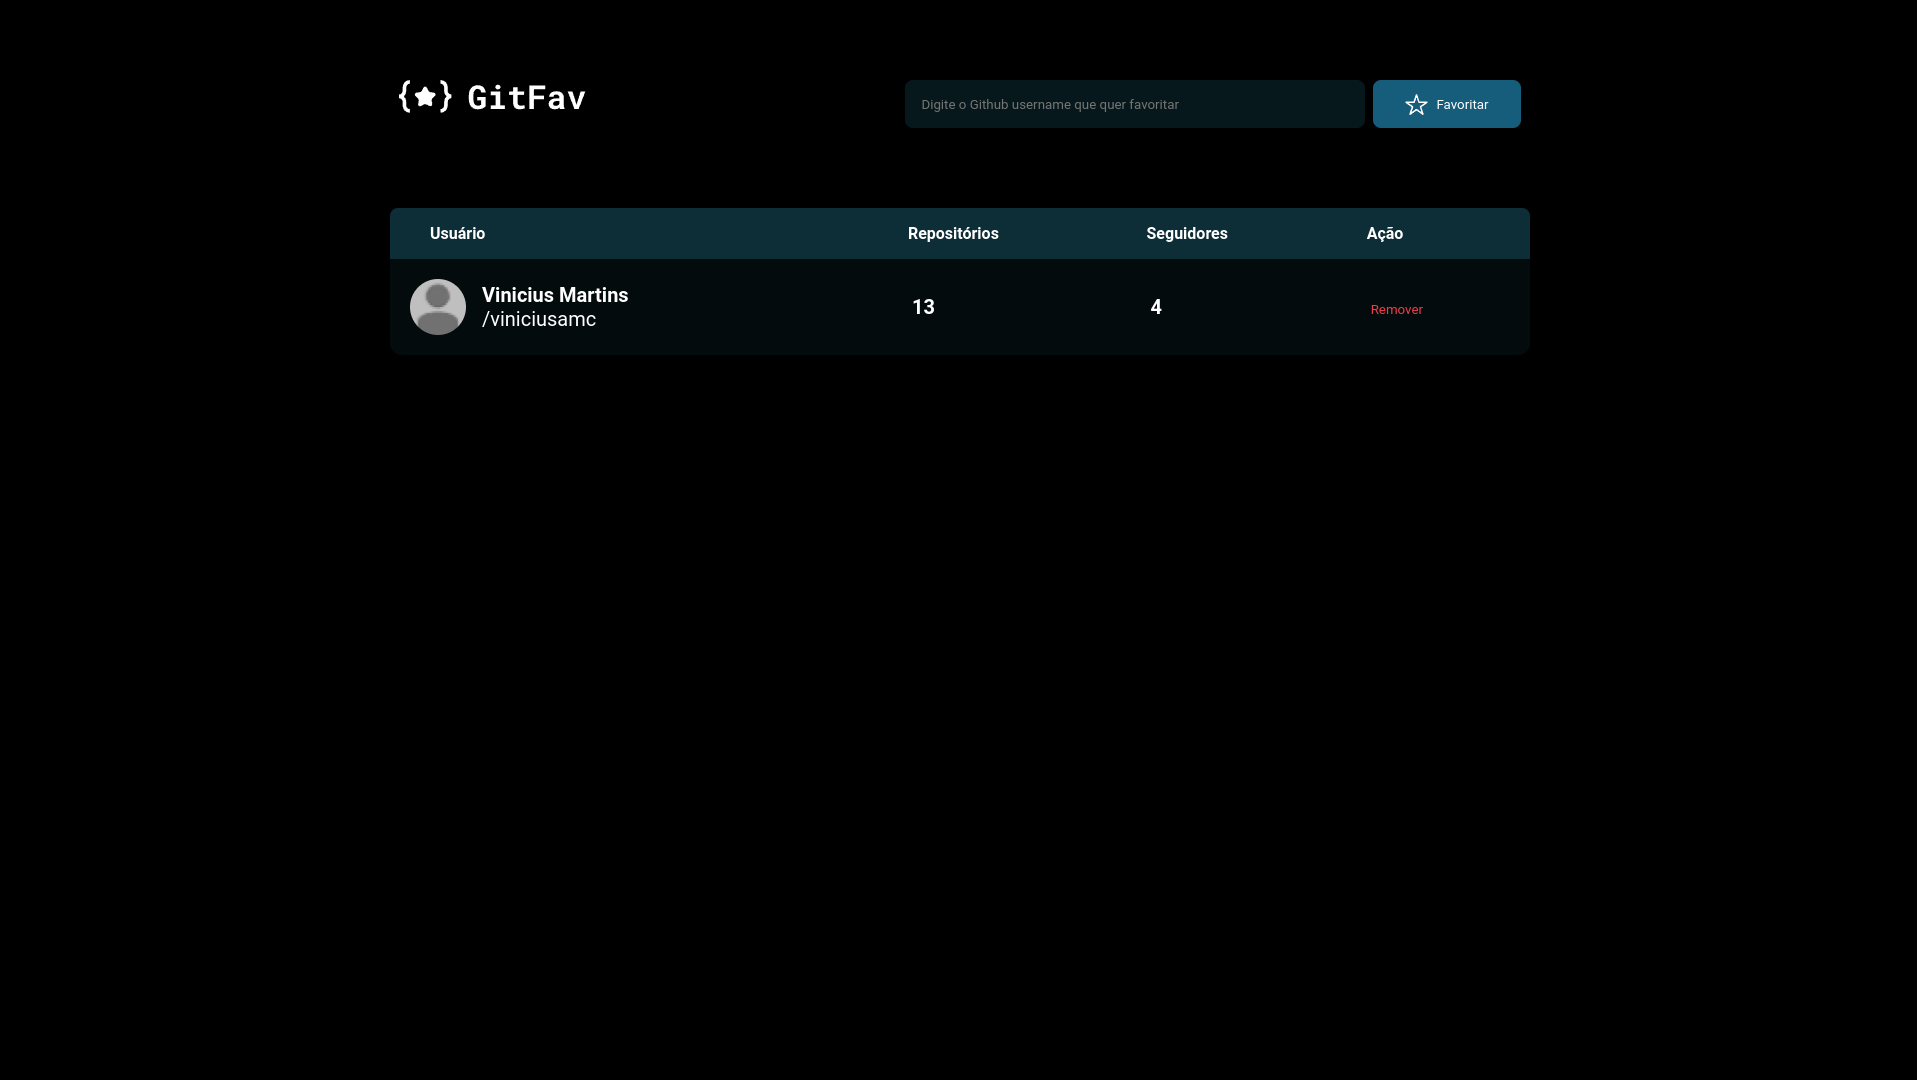 {★} GitFav
Digite o Github username que quer favoritar
Favoritar
Usuário Repositórios Seguidores Ação
Vinicius Martins
/viniciusamc
13 4 Remover